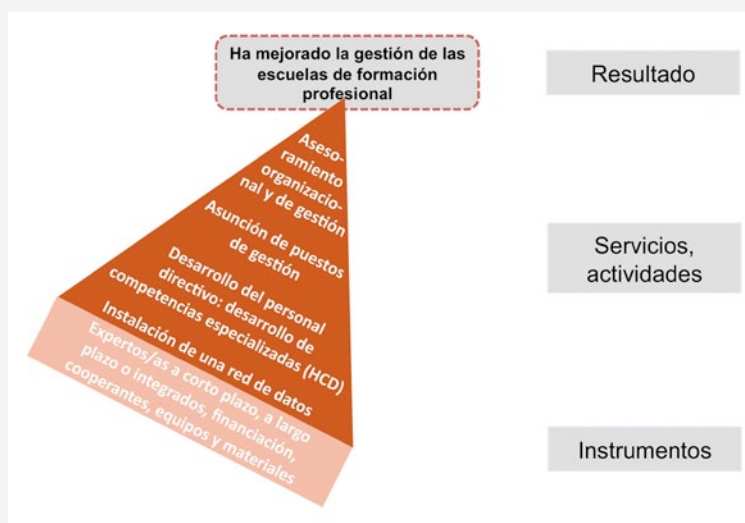 Ha mejorado la gestión de las
escuelas de formación
profesional
Resultado
Aseso-
ramiento
organizacio-
nal y de gestión
Asunción de puestos
de gestión
Desarrollo del personal
directivo: desarrollo de
competencias especializadas (HCD)
Instalación de una red de datos
Servicios,
actividades
Expertos/as a corto plazo, a largo
plazo o integrados, financiación,
cooperantes, equipos y materiales
Instrumentos